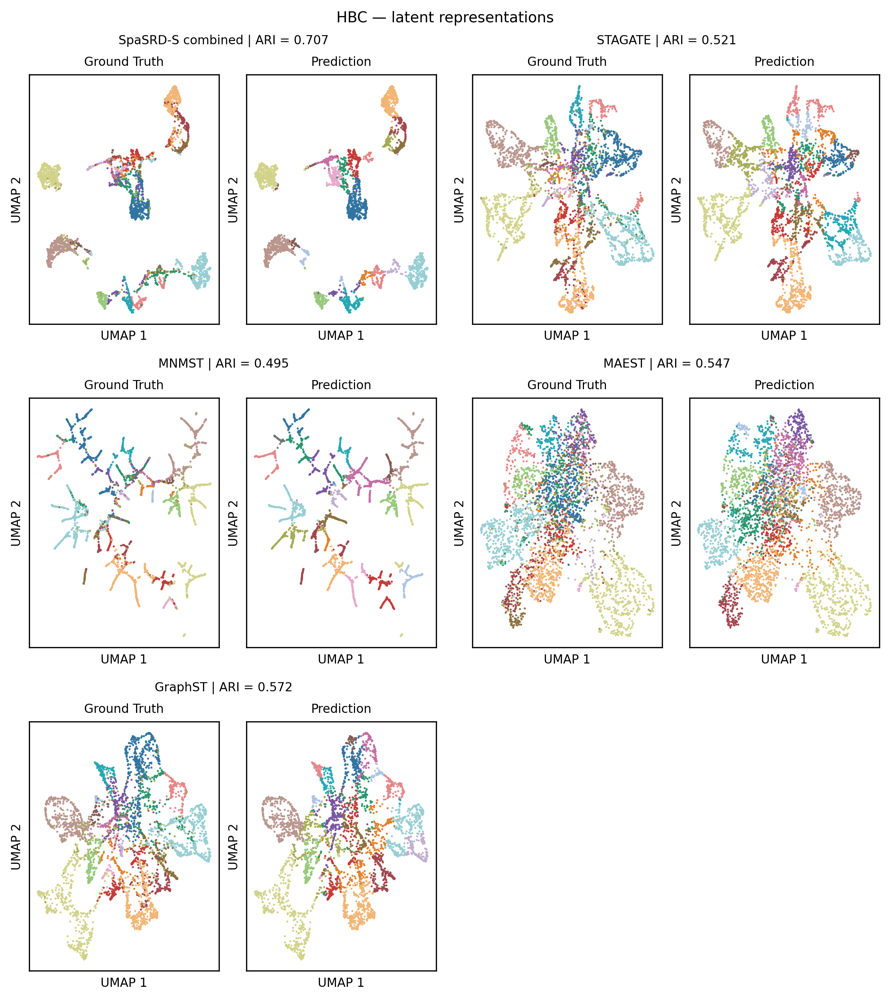 HBC — latent representations
SpaSRD-S combined | ARI = 0.707
Ground Truth
Prediction
UMAP 2
UMAP 2
UMAP 1
UMAP 1
STAGATE | ARI = 0.521
Ground Truth
Prediction
UMAP 2
UMAP 2
UMAP 1
UMAP 1
MNMST | ARI = 0.495
Ground Truth
Prediction
UMAP 2
UMAP 2
UMAP 1
UMAP 1
MAEST | ARI = 0.547
Ground Truth
Prediction
UMAP 2
UMAP 2
UMAP 1
UMAP 1
GraphST | ARI = 0.572
Ground Truth
Prediction
UMAP 2
UMAP 2
UMAP 1
UMAP 1